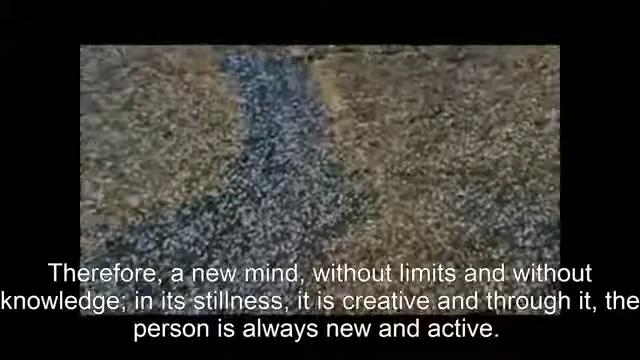 Therefore, a new mind, without limits and without
knowledge; in its stillness, it is creative and through it, the
person is always new and active.